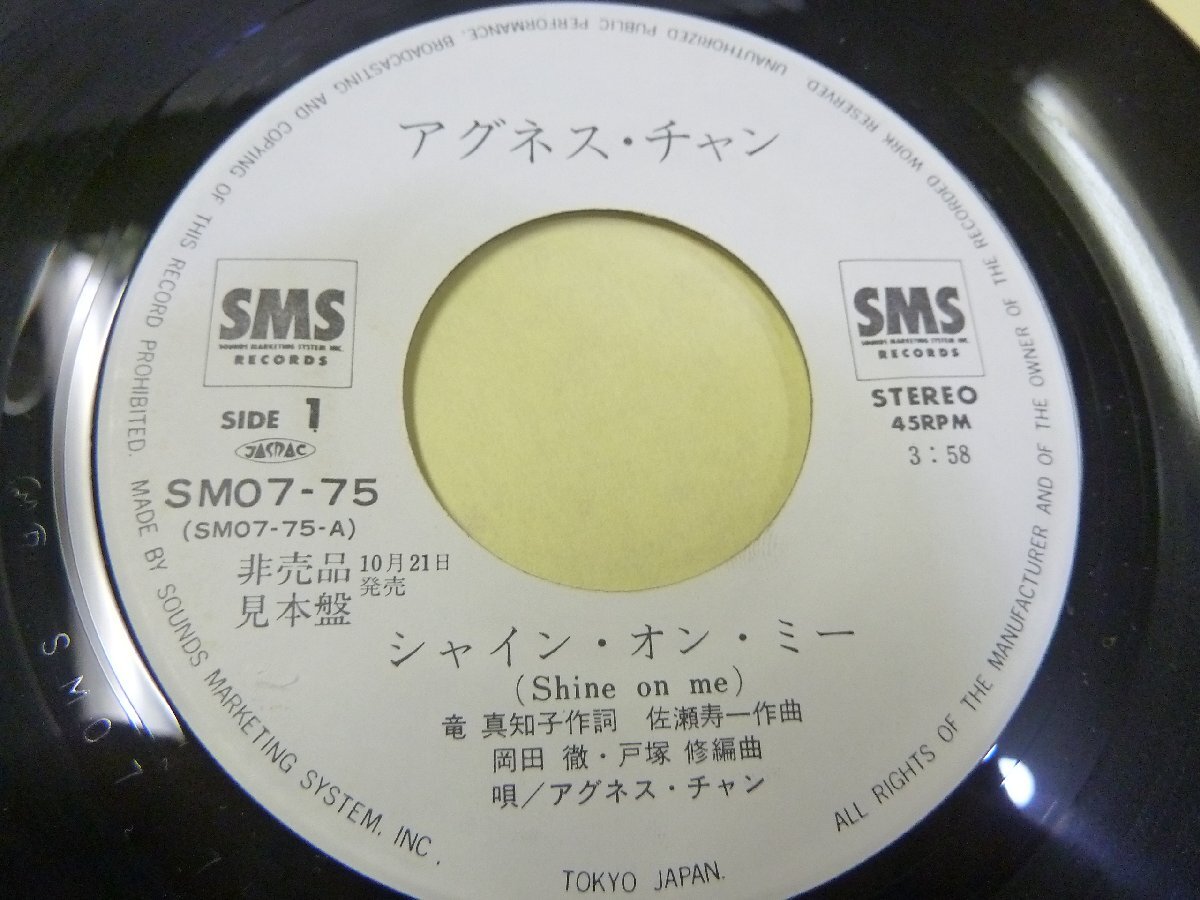 アグネス・チャン
SMS
SOUNDS MARKETING SYSTEM INC.
RECORDS
SIDE 1
JASRAC
SM07-75
(SM07-75-A)
非売品
見本盤
10月21日
発売
SMS
SOUNDS MARKETING SYSTEM INC.
RECORDS
STEREO
45RPM
3:58
シャイン・オン・ミー
(Shine on me)
竜 真知子作詞 佐瀬寿一作曲
岡田 徹・戸塚 修編曲
唄/アグネス・チャン
MADE BY SOUNDS MARKETING SYSTEM, INC. TOKYO JAPAN. ALL RIGHTS OF THE MANUFACTURER AND OF THE OWNER OF THE RECORDED WORK RESERVED. UNAUTHORIZED PUBLIC PERFORMANCE, BROADCASTING AND COPYING OF THIS RECORD PROHIBITED.
SM07